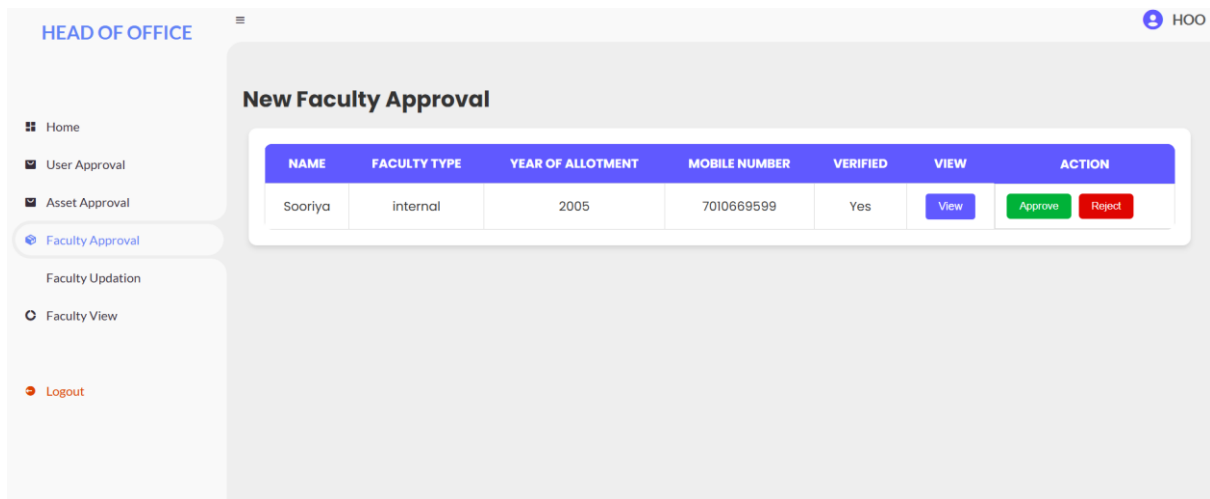 HEAD OF OFFICE
HOO
Home
User Approval
Asset Approval
Faculty Approval
Faculty Updation
Faculty View
Logout
New Faculty Approval
NAME FACULTY TYPE YEAR OF ALLOTMENT MOBILE NUMBER VERIFIED VIEW ACTION
Sooriya internal 2005 7010669599 Yes View Approve Reject